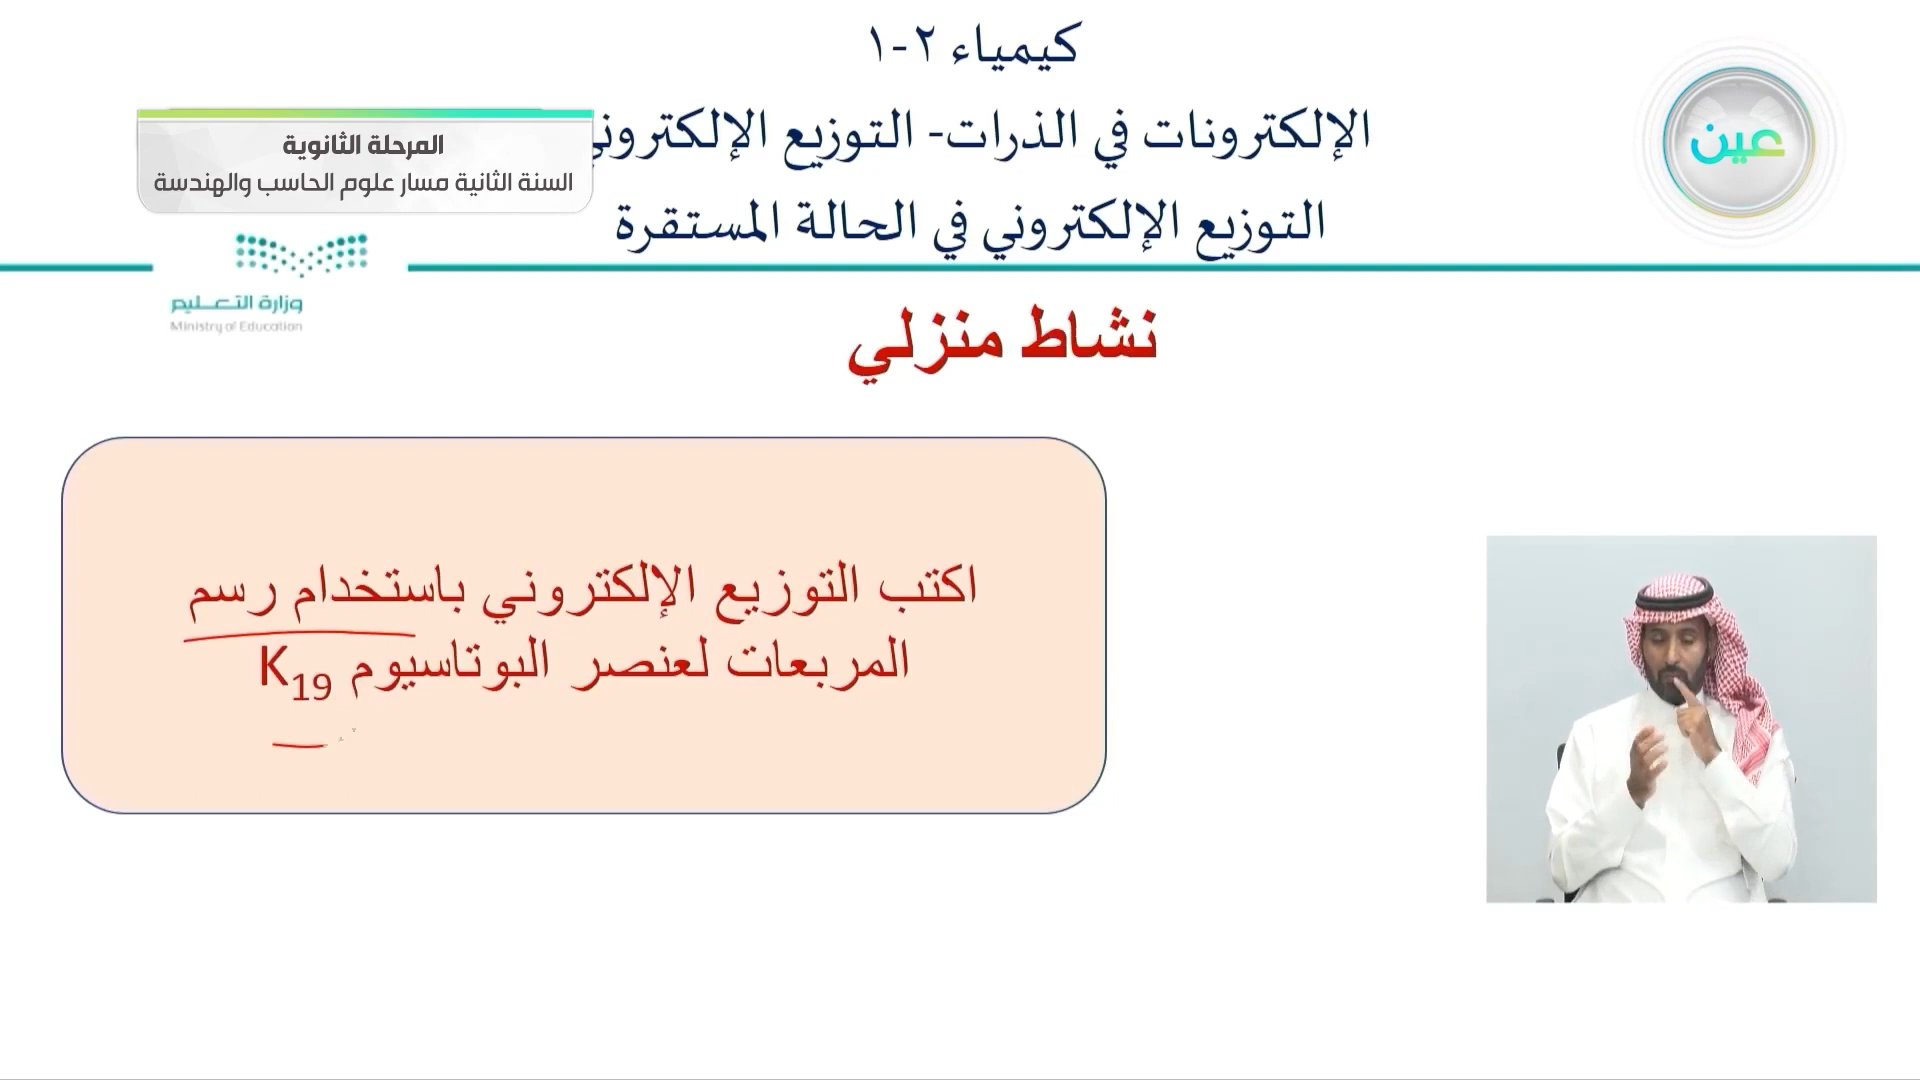 كيمياء ٢-١
الإلكترونات في الذرات- التوزيع الإلكتروني
التوزيع الإلكتروني في الحالة المستقرة
المرحلة الثانوية
السنة الثانية مسار علوم الحاسب والهندسة
عين
وزارة التعليم
Ministry of Education
نشاط منزلي
اكتب التوزيع الإلكتروني باستخدام رسم
المربعات لعنصر البوتاسيوم K19